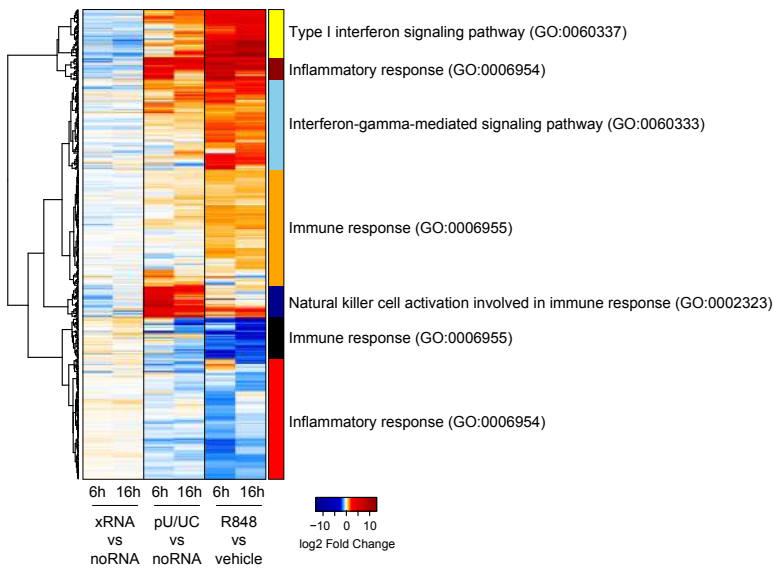 Type I interferon signaling pathway (GO:0060337)
Inflammatory response (GO:0006954)
Interferon-gamma-mediated signaling pathway (GO:0060333)
Immune response (GO:0006955)
Natural killer cell activation involved in immune response (GO:0002323)
Immune response (GO:0006955)
Inflammatory response (GO:0006954)
6h 16h 6h 16h 6h 16h
xRNA vs noRNA
pU/UC vs noRNA
R848 vs vehicle
−10 0 10
log2 Fold Change